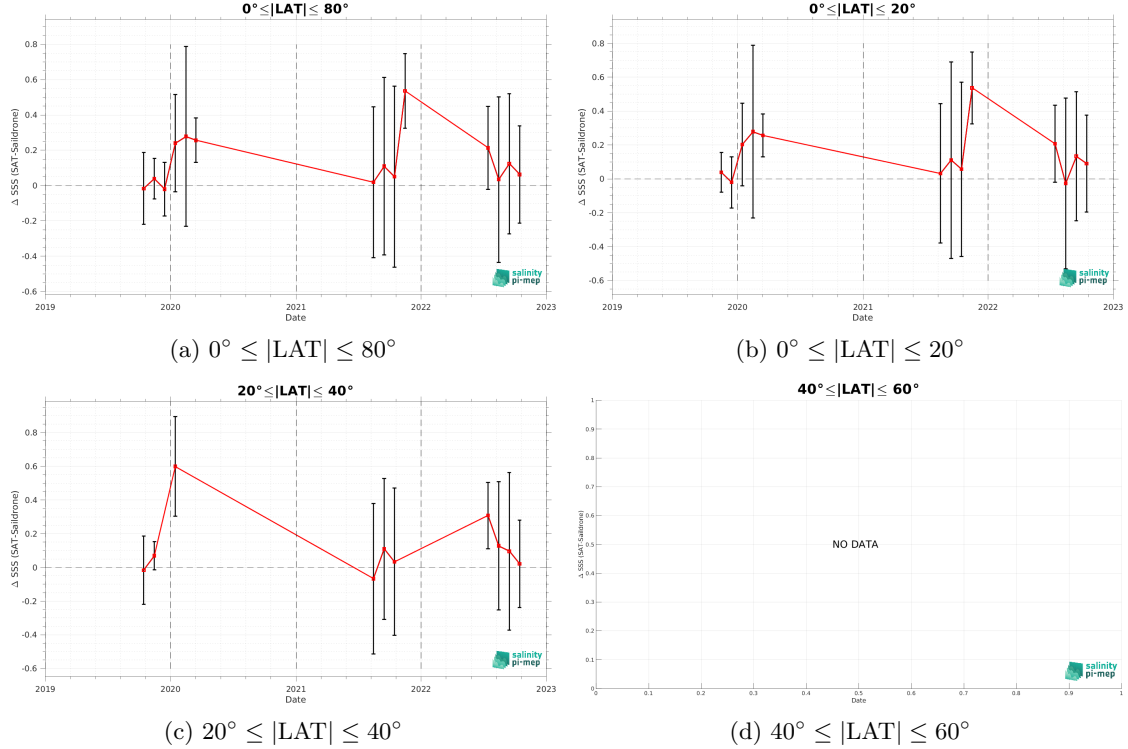 0°≤|LAT|≤ 80°
Δ SSS (SAT-Saildrone)
0.8
0.6
0.4
0.2
0
-0.2
-0.4
-0.6
2019 2020 2021 2022 2023
Date
salinity
pi-mep
(a) 0° ≤ |LAT| ≤ 80°
0°≤|LAT|≤ 20°
Δ SSS (SAT-Saildrone)
0.8
0.6
0.4
0.2
0
-0.2
-0.4
-0.6
2019 2020 2021 2022 2023
Date
salinity
pi-mep
(b) 0° ≤ |LAT| ≤ 20°
20°≤|LAT|≤ 40°
Δ SSS (SAT-Saildrone)
0.8
0.6
0.4
0.2
0
-0.2
-0.4
-0.6
2019 2020 2021 2022 2023
Date
salinity
pi-mep
(c) 20° ≤ |LAT| ≤ 40°
40°≤|LAT|≤ 60°
Δ SSS (SAT-Saildrone)
1
0.9
0.8
0.7
0.6
0.5
0.4
0.3
0.2
0.1
0
NO DATA
0 0.1 0.2 0.3 0.4 0.5 0.6 0.7 0.8 0.9 1
Date
salinity
pi-mep
(d) 40° ≤ |LAT| ≤ 60°